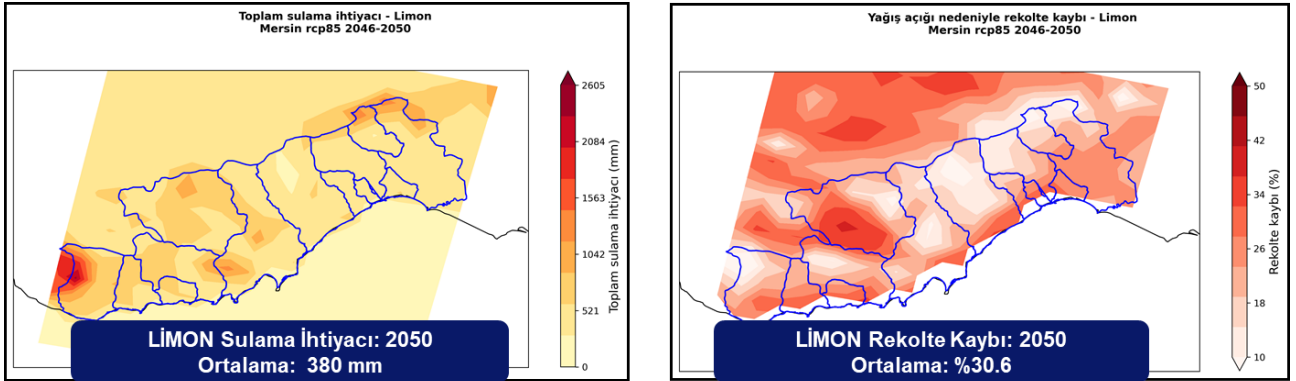 Toplam sulama ihtiyacı - Limon
Mersin rcp85 2046-2050
2605
2084
1563
1042
521
0
Toplam sulama ihtiyacı (mm)
LİMON Sulama İhtiyacı: 2050
Ortalama: 380 mm
Yağış açığı nedeniyle rekolte kaybı - Limon
Mersin rcp85 2046-2050
50
42
34
26
18
10
Rekolte kaybı (%)
LİMON Rekolte Kaybı: 2050
Ortalama: %30.6